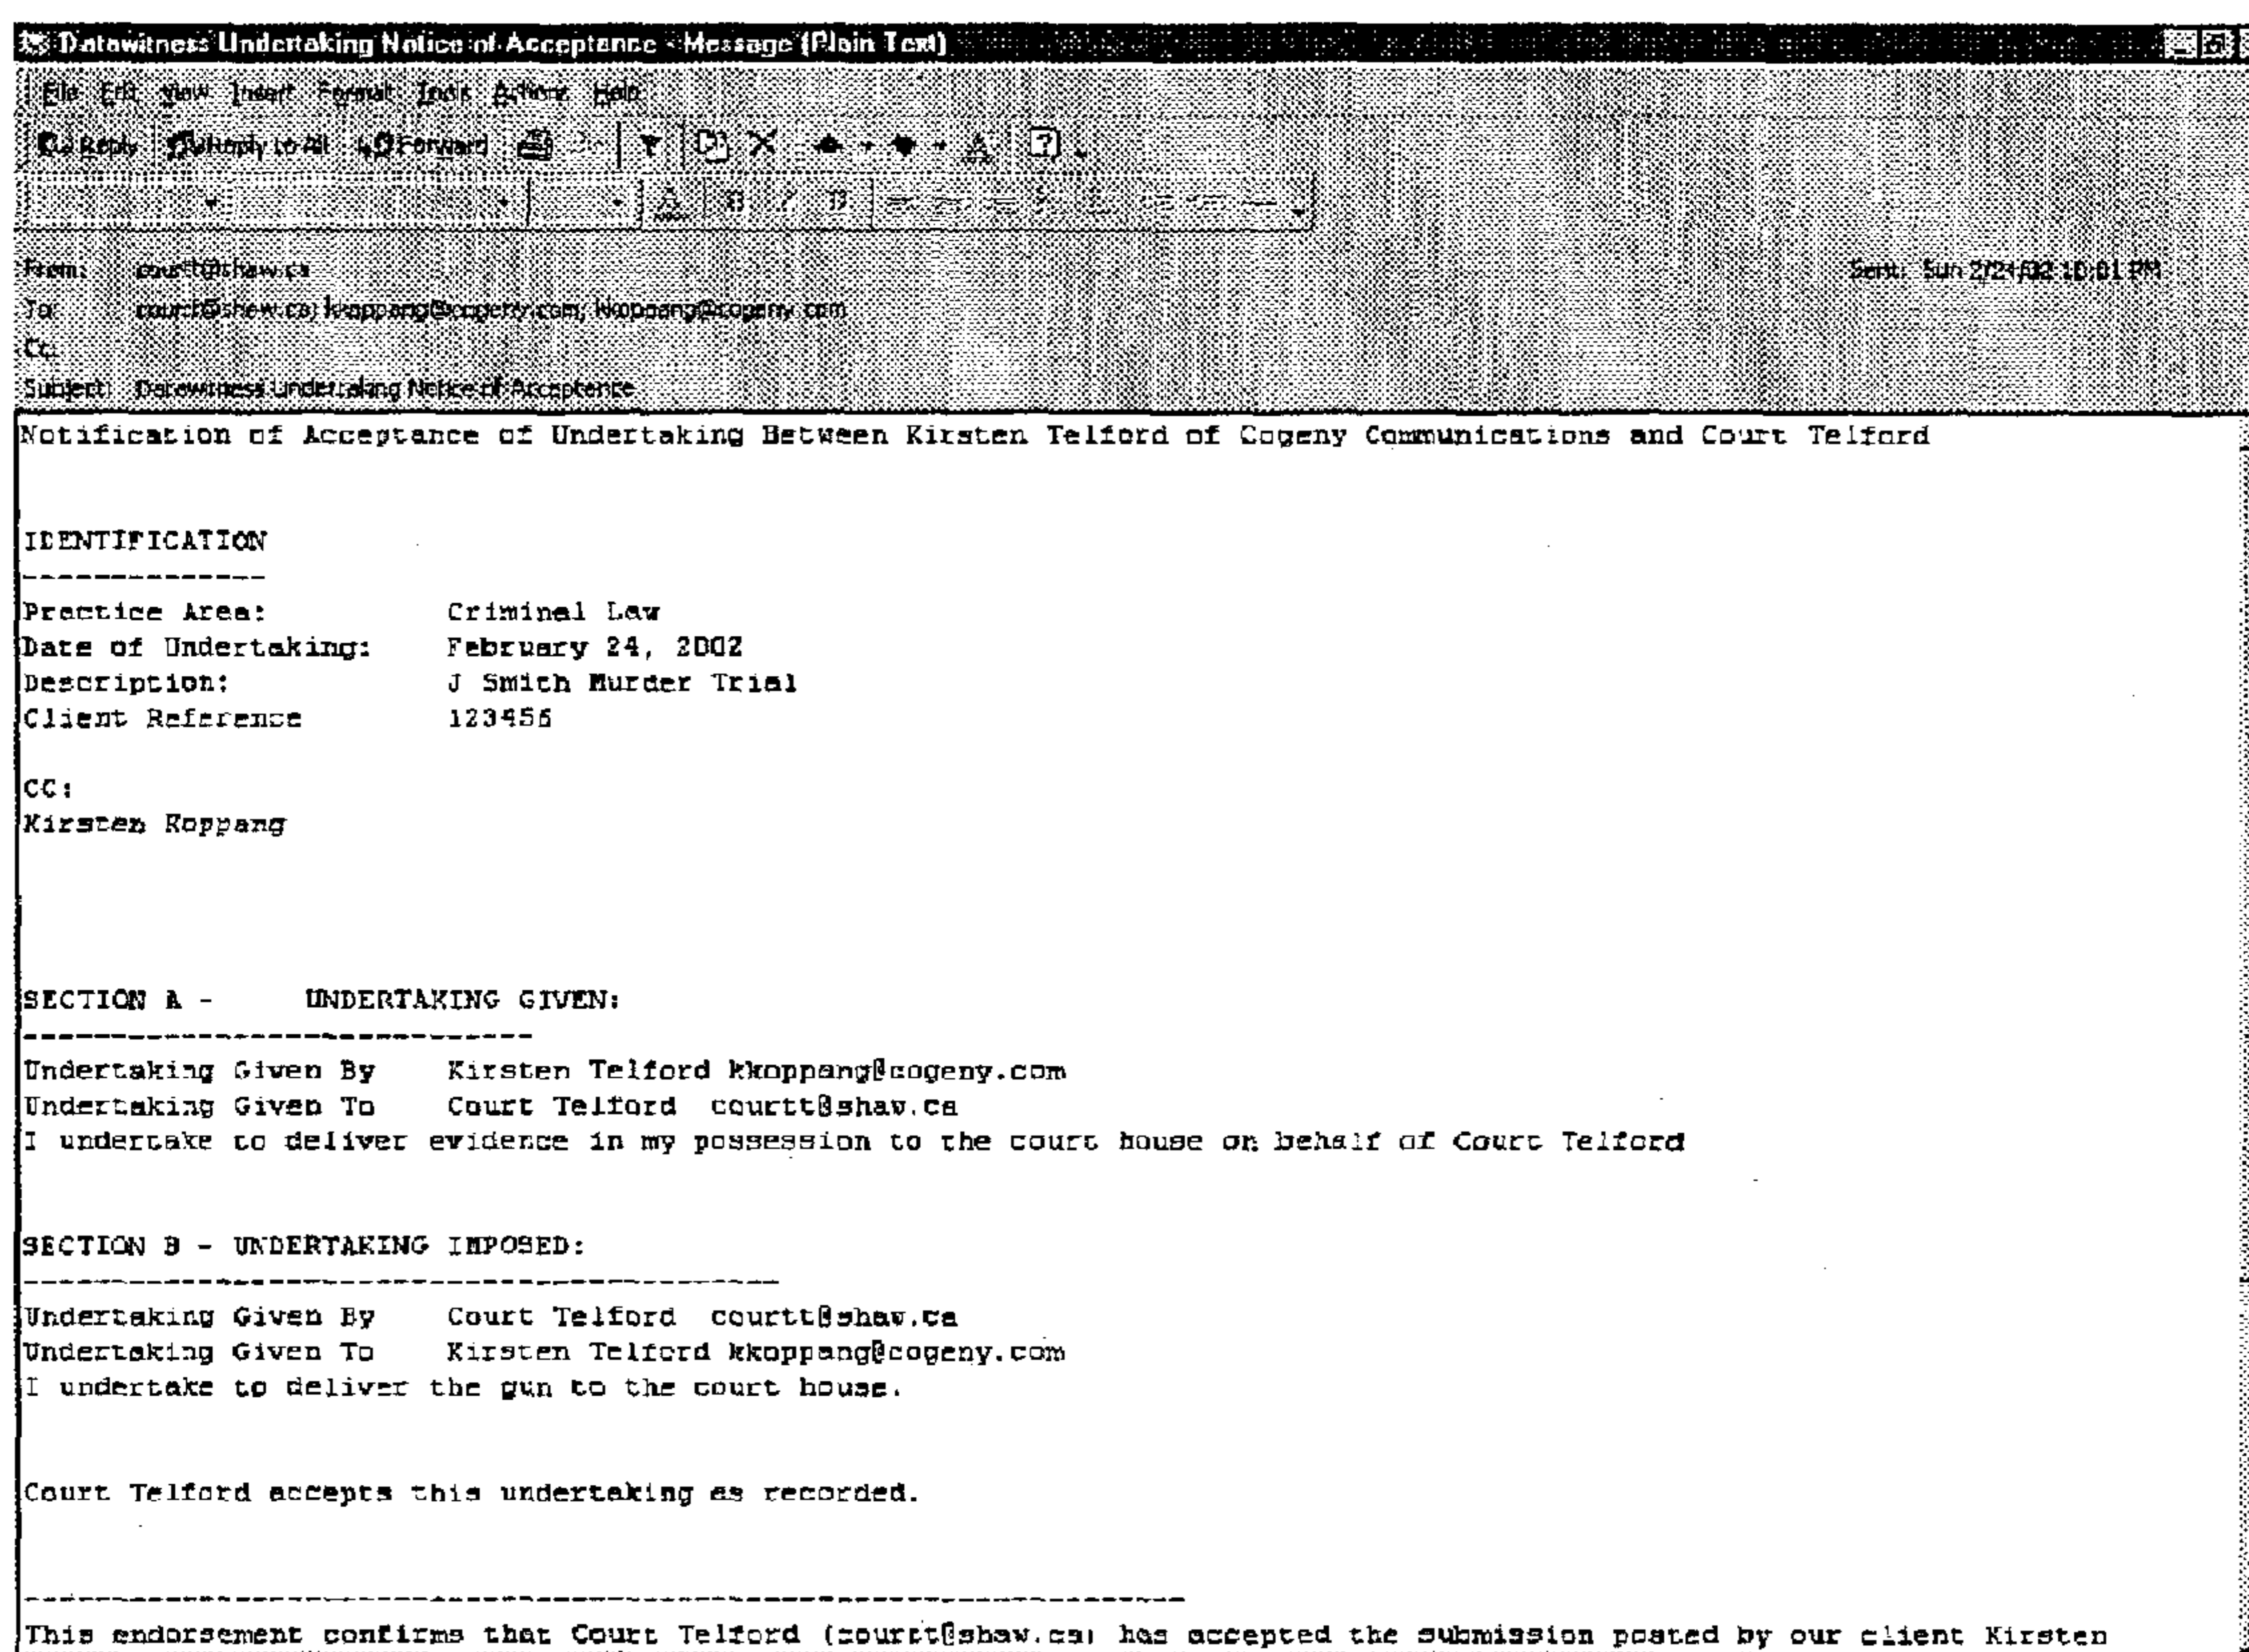 Datawitness Undertaking Notice of Acceptance - Message (Plain Text)
File Edit View Insert Format Tools Actions Help
Reply Reply to All Forward
From: courtt@shaw.ca Sent: Sun 2/24/02 10:01 PM
To: courtt@shaw.ca; kkoppang@cogeny.com; kkoppang@cogeny.com
Cc:
Subject: Datawitness Undertaking Notice of Acceptance
Notification of Acceptance of Undertaking Between Kirsten Telford of Cogeny Communications and Court Telford
IDENTIFICATION
--------------
Practice Area: Criminal Law
Date of Undertaking: February 24, 2002
Description: J Smith Murder Trial
Client Reference 123456
CC:
Kirsten Koppang
SECTION A - UNDERTAKING GIVEN:
------------------------------
Undertaking Given By Kirsten Telford kkoppang@cogeny.com
Undertaking Given To Court Telford courtt@shaw.ca
I undertake to deliver evidence in my possession to the court house on behalf of Court Telford
SECTION B - UNDERTAKING IMPOSED:
--------------------------------------------
Undertaking Given By Court Telford courtt@shaw.ca
Undertaking Given To Kirsten Telford kkoppang@cogeny.com
I undertake to deliver the gun to the court house.
Court Telford accepts this undertaking as recorded.
--------------------------------------------------------------------
This endorsement confirms that Court Telford (courtt@shaw.ca) has accepted the submission posted by our client Kirsten